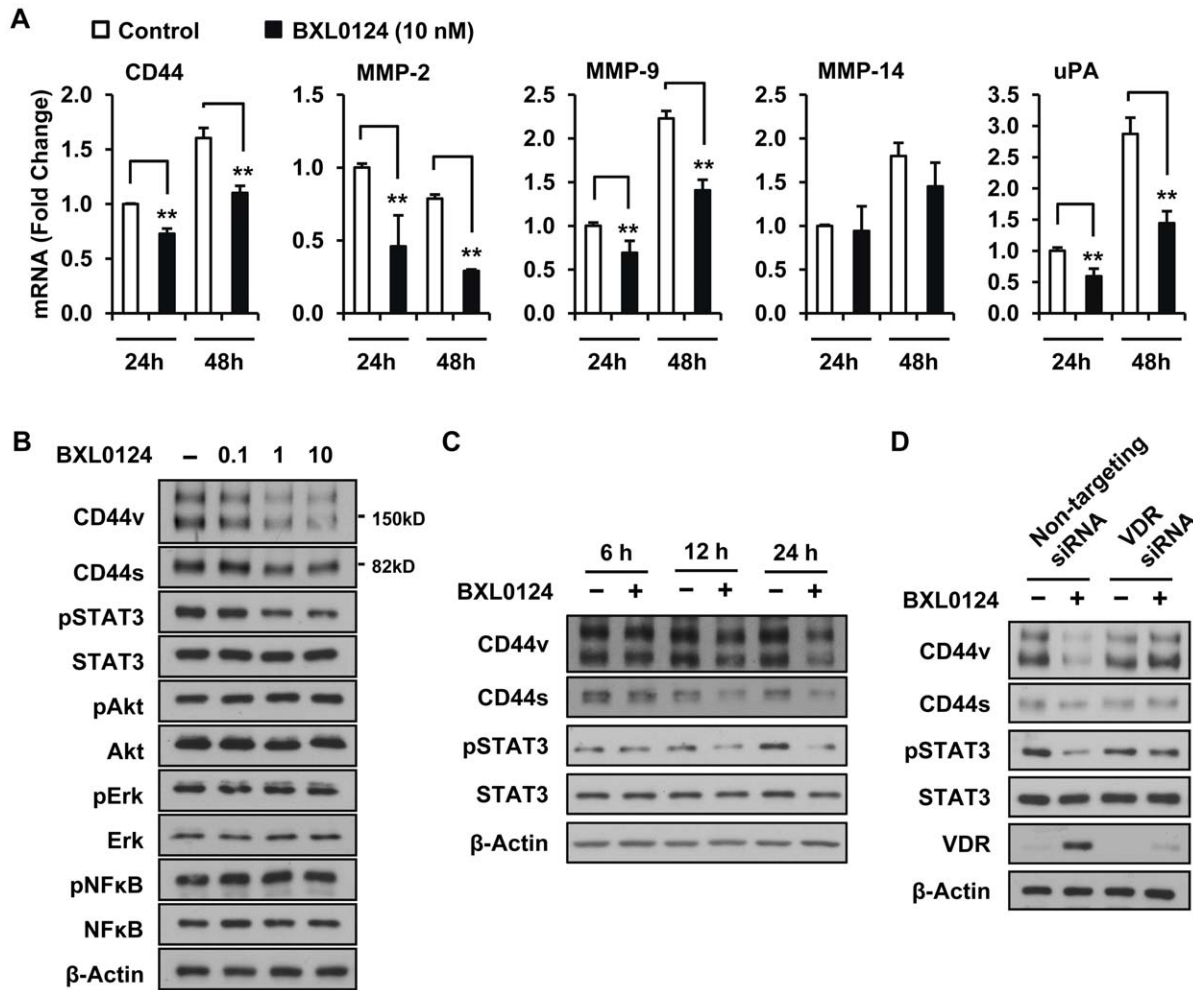 A
Control BXL0124 (10 nM)
CD44 MMP-2 MMP-9 MMP-14 uPA
mRNA (Fold Change)
2.0
1.5
1.0
0.5
0.0
** **
24h 48h
1.5
1.0
0.5
0.0
** **
24h 48h
2.5
2.0
1.5
1.0
0.5
0.0
** **
24h 48h
2.5
2.0
1.5
1.0
0.5
0.0
24h 48h
3.5
3.0
2.5
2.0
1.5
1.0
0.5
0.0
** **
24h 48h
B
BXL0124 – 0.1 1 10
CD44v
150kD
CD44s
82kD
pSTAT3
STAT3
pAkt
Akt
pErk
Erk
pNFκB
NFκB
β-Actin
C
6 h 12 h 24 h
BXL0124 – + – + – +
CD44v
CD44s
pSTAT3
STAT3
β-Actin
D
Non-targeting
siRNA
VDR
siRNA
BXL0124 – + – +
CD44v
CD44s
pSTAT3
STAT3
VDR
β-Actin